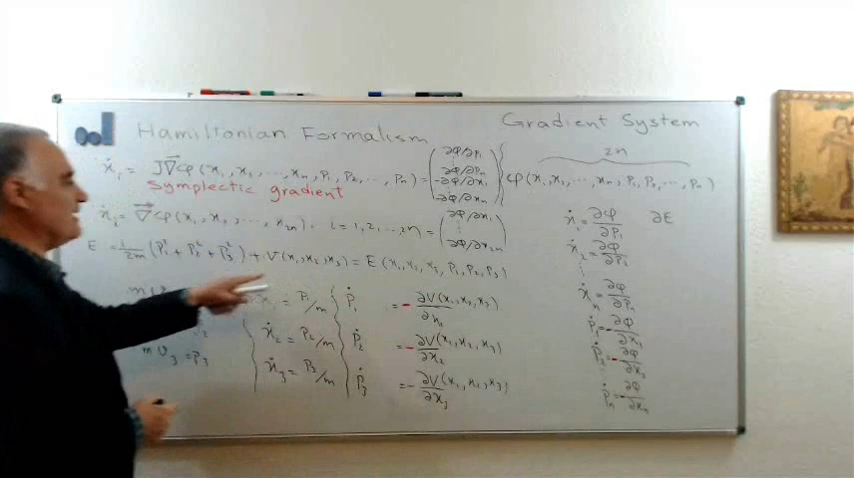 Hamiltonian Formalism
Gradient System
ẋ₁ = J∇⃗φ(x₁, x₂, ..., xₙ, p₁, p₂, ..., pₙ) = (∂φ/∂p₁ ⋮ ∂φ/∂pₙ -∂φ/∂x₁ ⋮ -∂φ/∂xₙ)
2n
φ(x₁, x₂, ..., xₙ, p₁, p₂, ..., pₙ)
Symplectic gradient
ẋᵢ = ∇⃗φ(x₁, x₂, ..., x₂ₙ), i = 1, 2, ..., 2n) = (∂φ/∂x₁ ⋮ ∂φ/∂x₂ₙ)
E = 1/2m (p₁² + p₂² + p₃²) + V(x₁, x₂, x₃) = E(x₁, x₂, x₃, p₁, p₂, p₃)
ẋ₁ = ∂φ/∂p₁ ∂E
ẋ₂ = ∂φ/∂p₂
⋮
ẋₙ = ∂φ/∂pₙ
ẋ₁ = p₁/m
ṗ₁ = - ∂V(x₁, x₂, x₃)/∂x₁
ẋ₂ = p₂/m
ṗ₂ = - ∂V(x₁, x₂, x₃)/∂x₂
m v₃ = p₃
ẋ₃ = p₃/m
ṗ₃ = - ∂V(x₁, x₂, x₃)/∂x₃
ṗ₁ = -∂φ/∂x₁
ṗ₂ = -∂φ/∂x₂
⋮
ṗₙ = -∂φ/∂xₙ